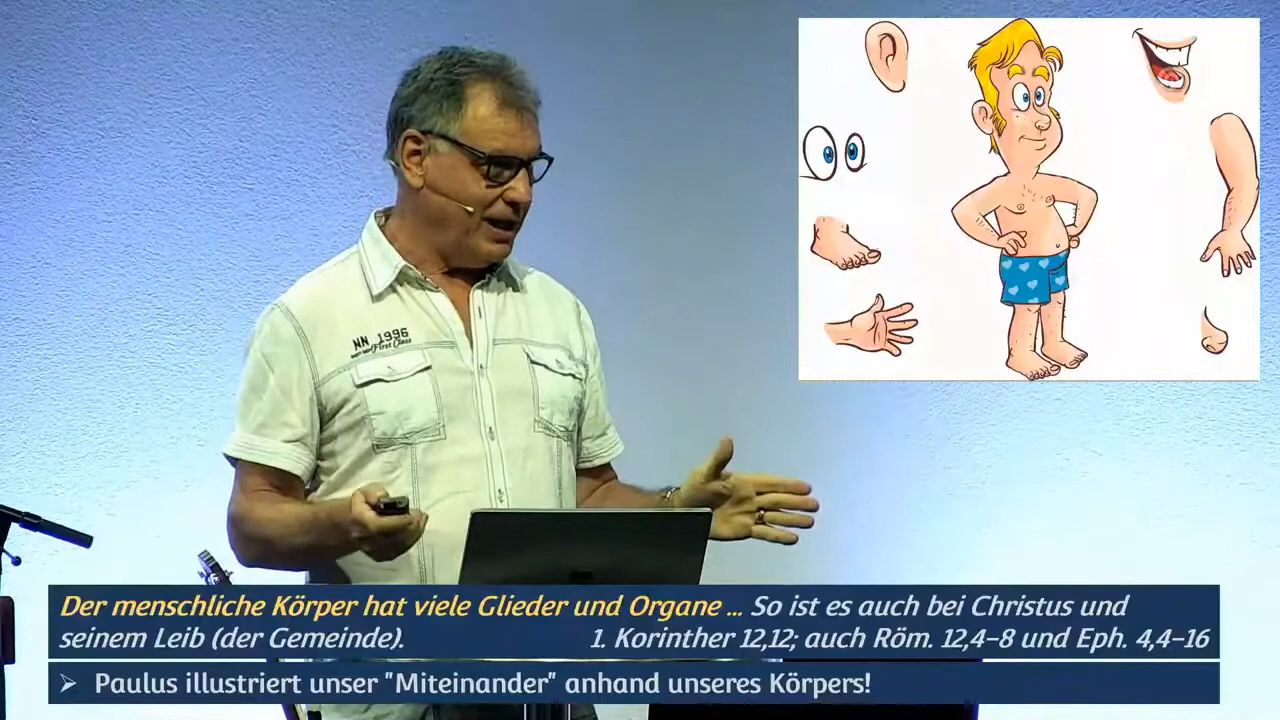 NN 1996
First Class
Der menschliche Körper hat viele Glieder und Organe ... So ist es auch bei Christus und
seinem Leib (der Gemeinde). 1. Korinther 12,12; auch Röm. 12,4–8 und Eph. 4,4–16
➢ Paulus illustriert unser "Miteinander" anhand unseres Körpers!